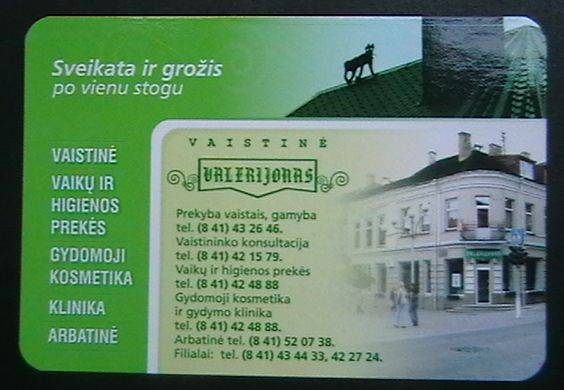 Sveikata ir grožis
po vienu stogu
VAISTINĖ
VAIKŲ IR
HIGIENOS
PREKĖS
GYDOMOJI
KOSMETIKA
KLINIKA
ARBATINĖ
VAISTINĖ
VALERIJONAS
Prekyba vaistais, gamyba
tel. (8 41) 43 26 46.
Vaistininko konsultacija
tel. (8 41) 42 15 79.
Vaikų ir higienos prekės
tel. (8 41) 42 48 88
Gydomoji kosmetika
ir gydymo klinika
tel. (8 41) 42 48 88.
Arbatinė tel. (8 41) 52 07 38.
Filialai: tel. (8 41) 43 44 33, 42 27 24.